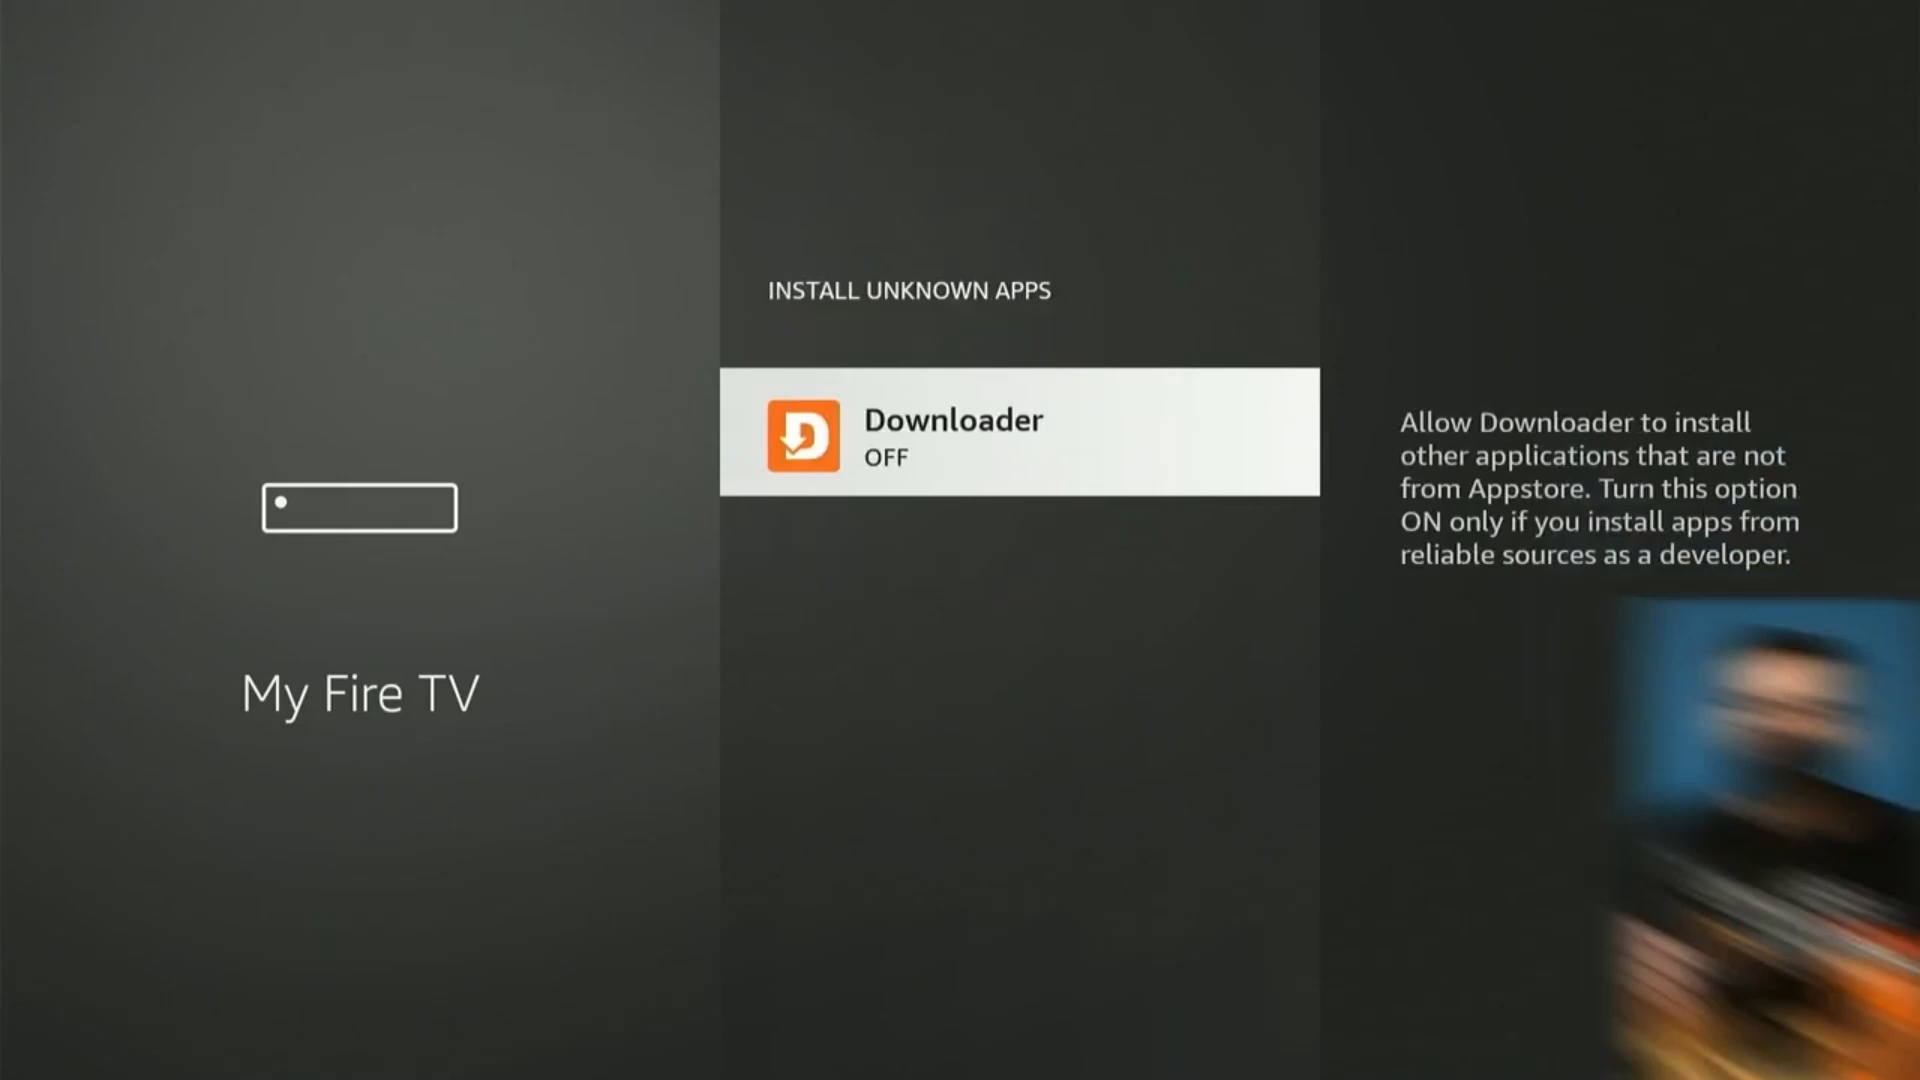 INSTALL UNKNOWN APPS
Downloader
OFF
Allow Downloader to install
other applications that are not
from Appstore. Turn this option
ON only if you install apps from
reliable sources as a developer.
My Fire TV